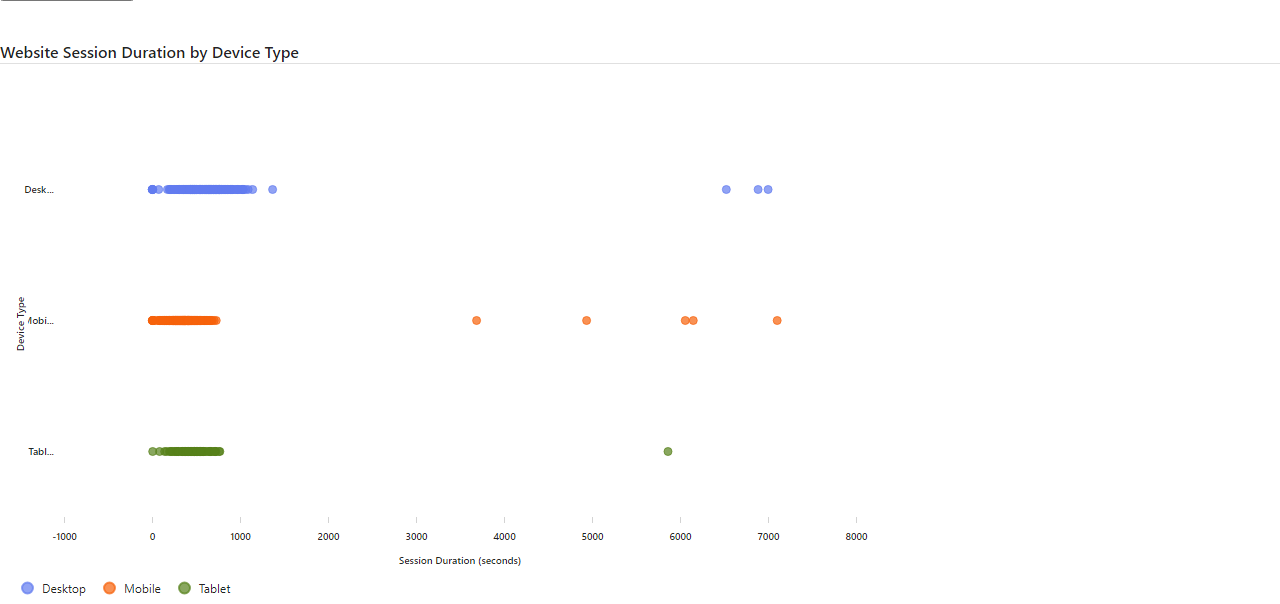 Website Session Duration by Device Type
Desk...
Mobi...
Tabl...
Device Type
-1000 0 1000 2000 3000 4000 5000 6000 7000 8000
Session Duration (seconds)
Desktop Mobile Tablet